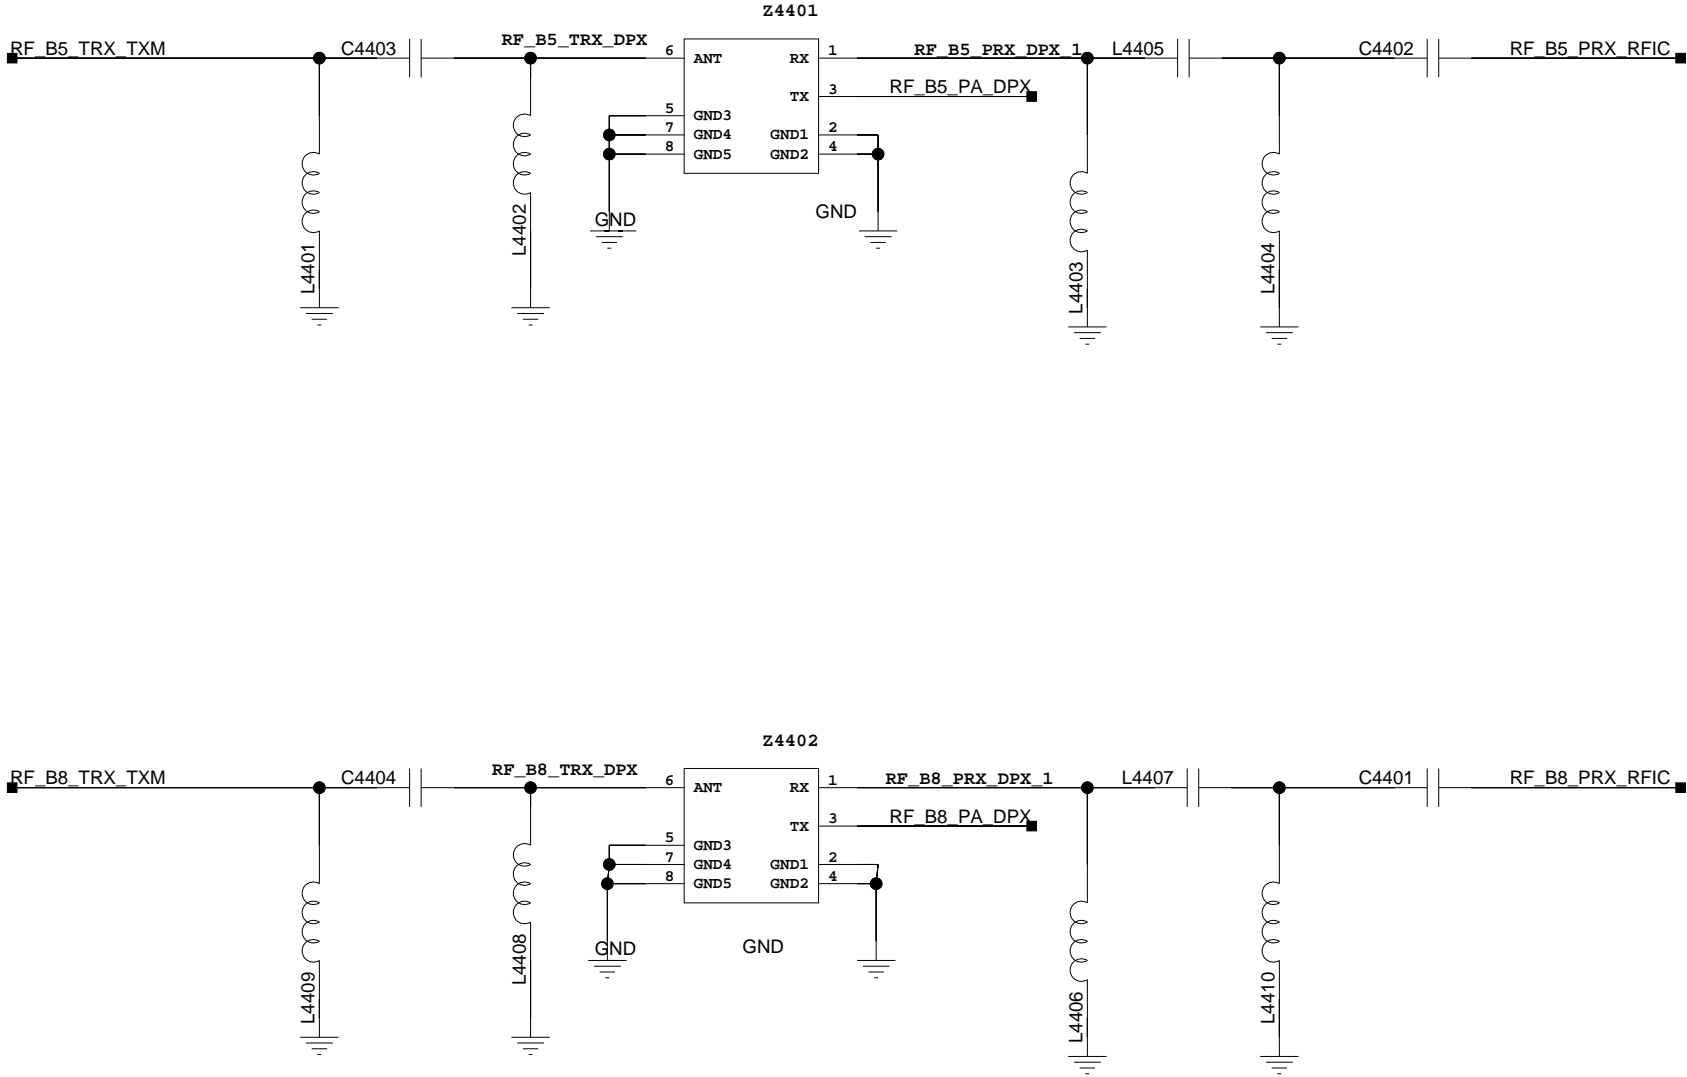 Z4401
RF_B5_TRX_TXM
C4403
RF_B5_TRX_DPX
6
ANT
RX
1
RF_B5_PRX_DPX_1
L4405
C4402
RF_B5_PRX_RFIC
TX
3
RF_B5_PA_DPX
5
GND3
7
GND4
GND1
2
8
GND5
GND2
4
GND
GND
L4401
L4402
L4403
L4404
Z4402
RF_B8_TRX_TXM
C4404
RF_B8_TRX_DPX
6
ANT
RX
1
RF_B8_PRX_DPX_1
L4407
C4401
RF_B8_PRX_RFIC
TX
3
RF_B8_PA_DPX
5
GND3
7
GND4
GND1
2
8
GND5
GND2
4
GND
GND
L4409
L4408
L4406
L4410